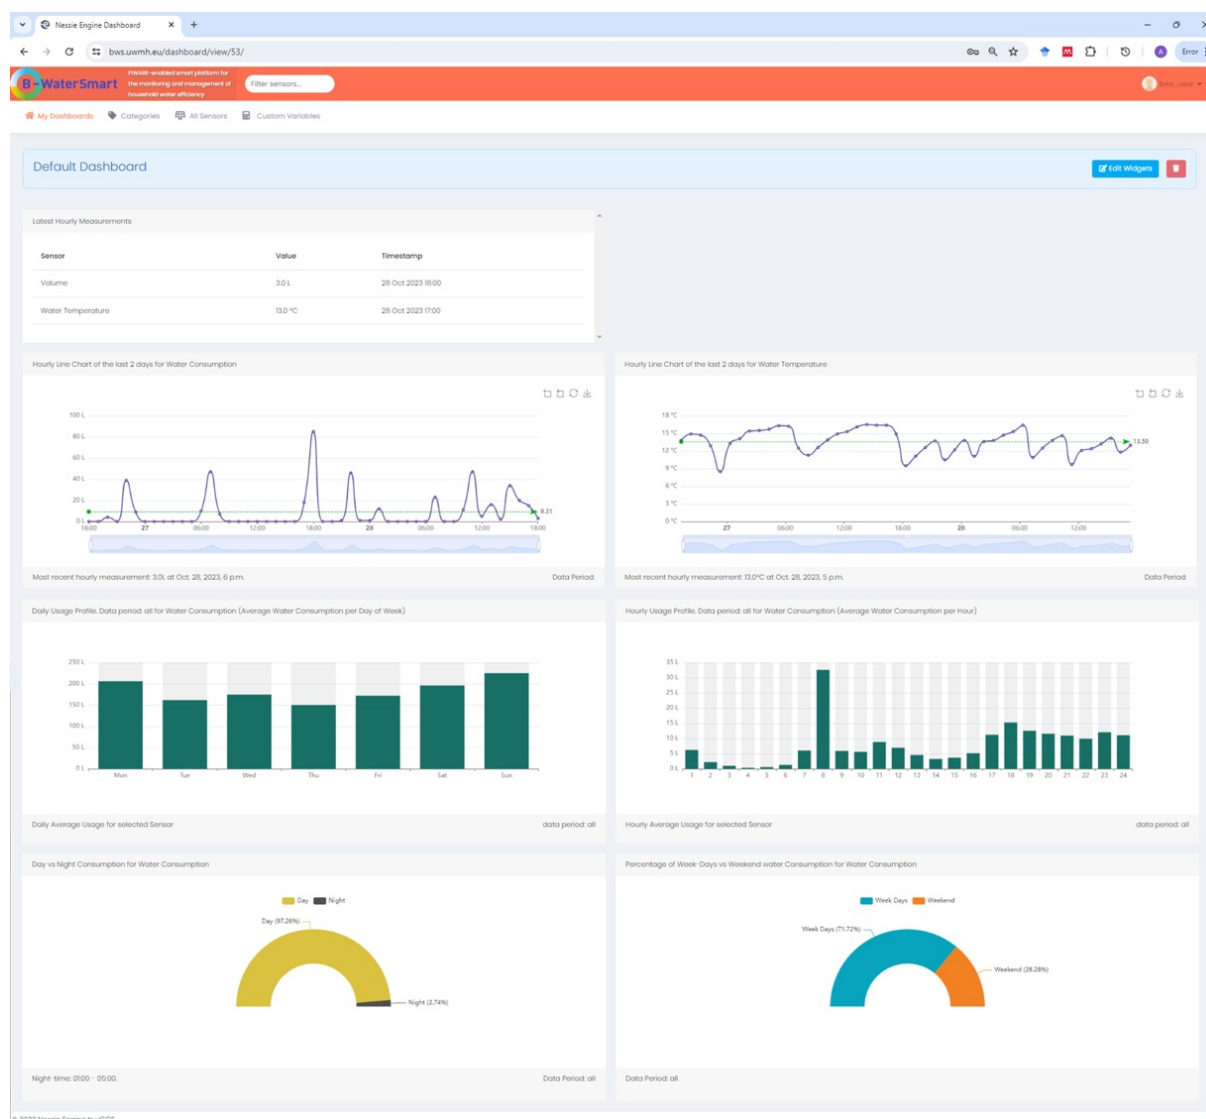 Nessie Engine Dashboard
bws.uwmh.eu/dashboard/view/53/
Error
B-WaterSmart
FIWARE-enabled smart platform for
the monitoring and management of
household water efficiency
Filter sensors...
bws_user
My Dashboards Categories All Sensors Custom Variables
Default Dashboard
Edit Widgets
Latest Hourly Measurements
Sensor Value Timestamp
Volume 3.0 L 28 Oct 2023 18:00
Water Temperature 13.0 °C 28 Oct 2023 17:00
Hourly Line Chart of the last 2 days for Water Consumption
100 L
80 L
60 L
40 L
20 L
0 L
9.31
18:00 27 06:00 12:00 18:00 28 06:00 12:00 18:00
Most recent hourly measurement: 3.0L at Oct. 28, 2023, 6 p.m. Data Period:
Hourly Line Chart of the last 2 days for Water Temperature
18 °C
15 °C
12 °C
9 °C
6 °C
3 °C
0 °C
13.59
27 06:00 12:00 18:00 28 06:00 12:00
Most recent hourly measurement: 13.0°C at Oct. 28, 2023, 5 p.m. Data Period:
Daily Usage Profile. Data period: all for Water Consumption (Average Water Consumption per Day of Week)
250 L
200 L
150 L
100 L
50 L
0 L
Mon Tue Wed Thu Fri Sat Sun
Daily Average Usage for selected Sensor data period: all
Hourly Usage Profile. Data period: all for Water Consumption (Average Water Consumption per Hour)
35 L
30 L
25 L
20 L
15 L
10 L
5 L
0 L
1 2 3 4 5 6 7 8 9 10 11 12 13 14 15 16 17 18 19 20 21 22 23 24
Hourly Average Usage for selected Sensor data period: all
Day vs Night Consumption for Water Consumption
Day Night
Day (97.26%)
Night (2.74%)
Night-time: 01:00 - 05:00. Data Period: all
Percentage of Week-Days vs Weekend water Consumption for Water Consumption
Week Days Weekend
Week Days (71.72%)
Weekend (28.28%)
Data Period: all